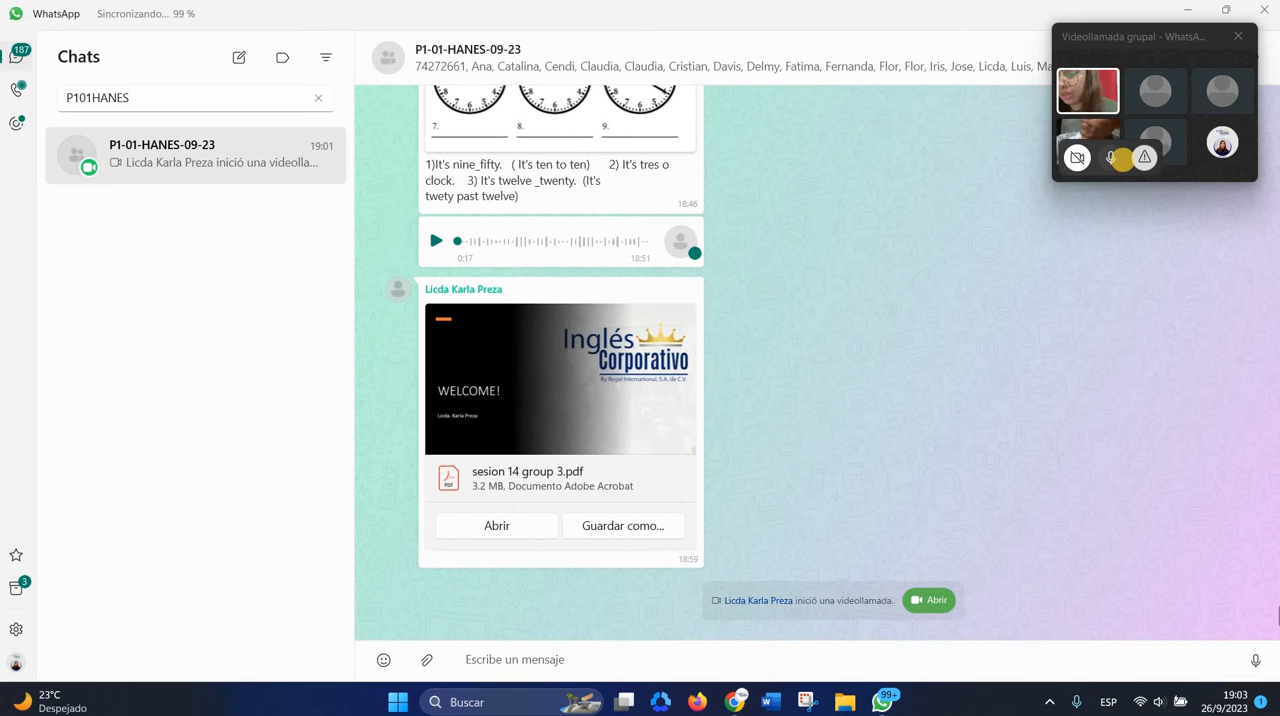 WhatsApp
Sincronizando... 99 %
187
Chats
P101HANES
P1-01-HANES-09-23
19:01
Licda Karla Preza inició una videolla...
3
P1-01-HANES-09-23
74272661, Ana, Catalina, Cendi, Claudia, Claudia, Cristian, Davis, Delmy, Fatima, Fernanda, Flor, Flor, Iris, Jose, Licda, Luis, Ma
Videollamada grupal - WhatsA...
7.
8.
9.
1)It's nine_fifty. ( It's ten to ten) 2) It's tres o
clock. 3) It's twelve _twenty. (It's
twety past twelve)
18:46
0:17
18:51
Licda Karla Preza
Inglés
Corporativo
By Regal International, S.A. de C.V.
WELCOME!
Licda. Karla Preza
PDF
sesion 14 group 3.pdf
3.2 MB, Documento Adobe Acrobat
Abrir
Guardar como...
18:59
Licda Karla Preza inició una videollamada.
Abrir
Escribe un mensaje
23°C
Despejado
Buscar
99+
ESP
19:03
26/9/2023
1